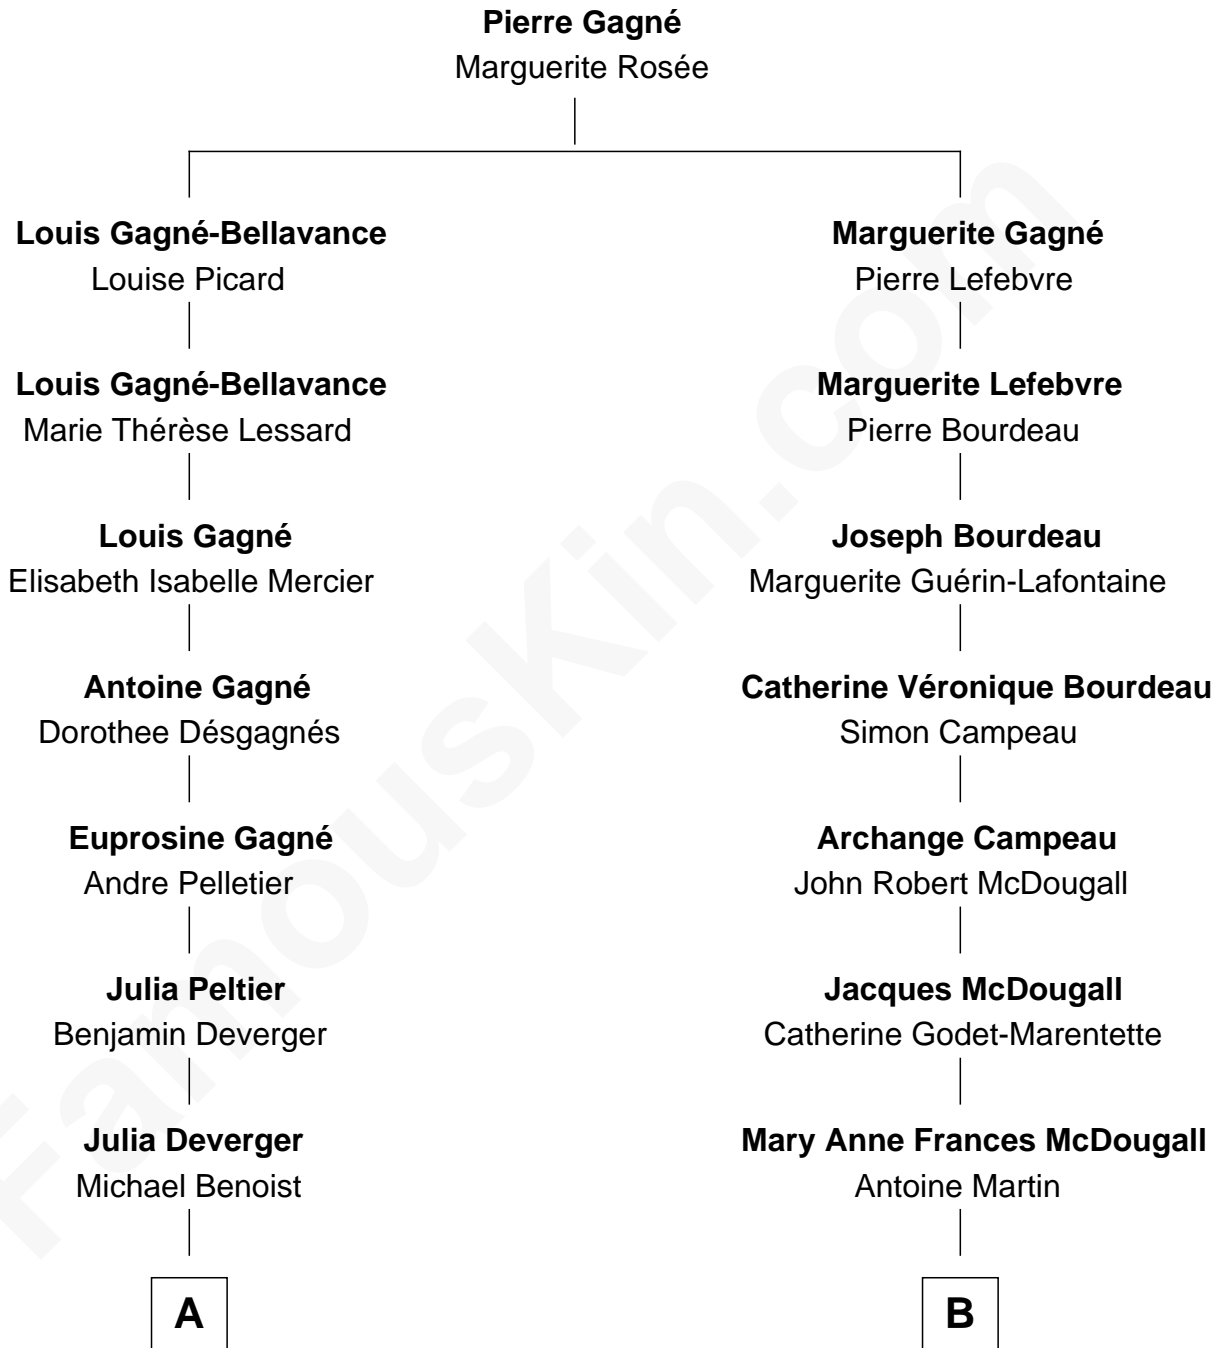 Pierre Gagné
Marguerite Rosée
Louis Gagné-Bellavance
Louise Picard
Marguerite Gagné
Pierre Lefebvre
Louis Gagné-Bellavance
Marie Thérèse Lessard
Marguerite Lefebvre
Pierre Bourdeau
Louis Gagné
Elisabeth Isabelle Mercier
Joseph Bourdeau
Marguerite Guérin-Lafontaine
Antoine Gagné
Dorothee Désgagnés
Catherine Véronique Bourdeau
Simon Campeau
Euprosine Gagné
Andre Pelletier
Archange Campeau
John Robert McDougall
Julia Peltier
Benjamin Deverger
Jacques McDougall
Catherine Godet-Marentette
Julia Deverger
Michael Benoist
Mary Anne Frances McDougall
Antoine Martin
A
B
FamousKin.com